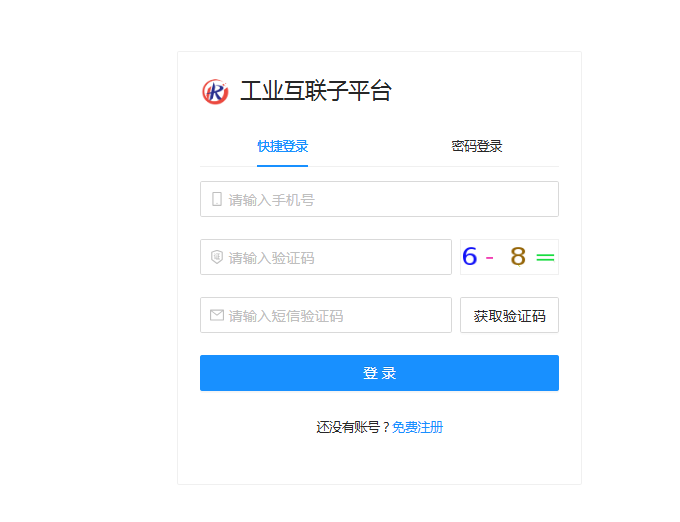 工业互联子平台
快捷登录 密码登录
请输入手机号
请输入验证码 6 - 8 =
请输入短信验证码 获取验证码
登 录
还没有账号？免费注册